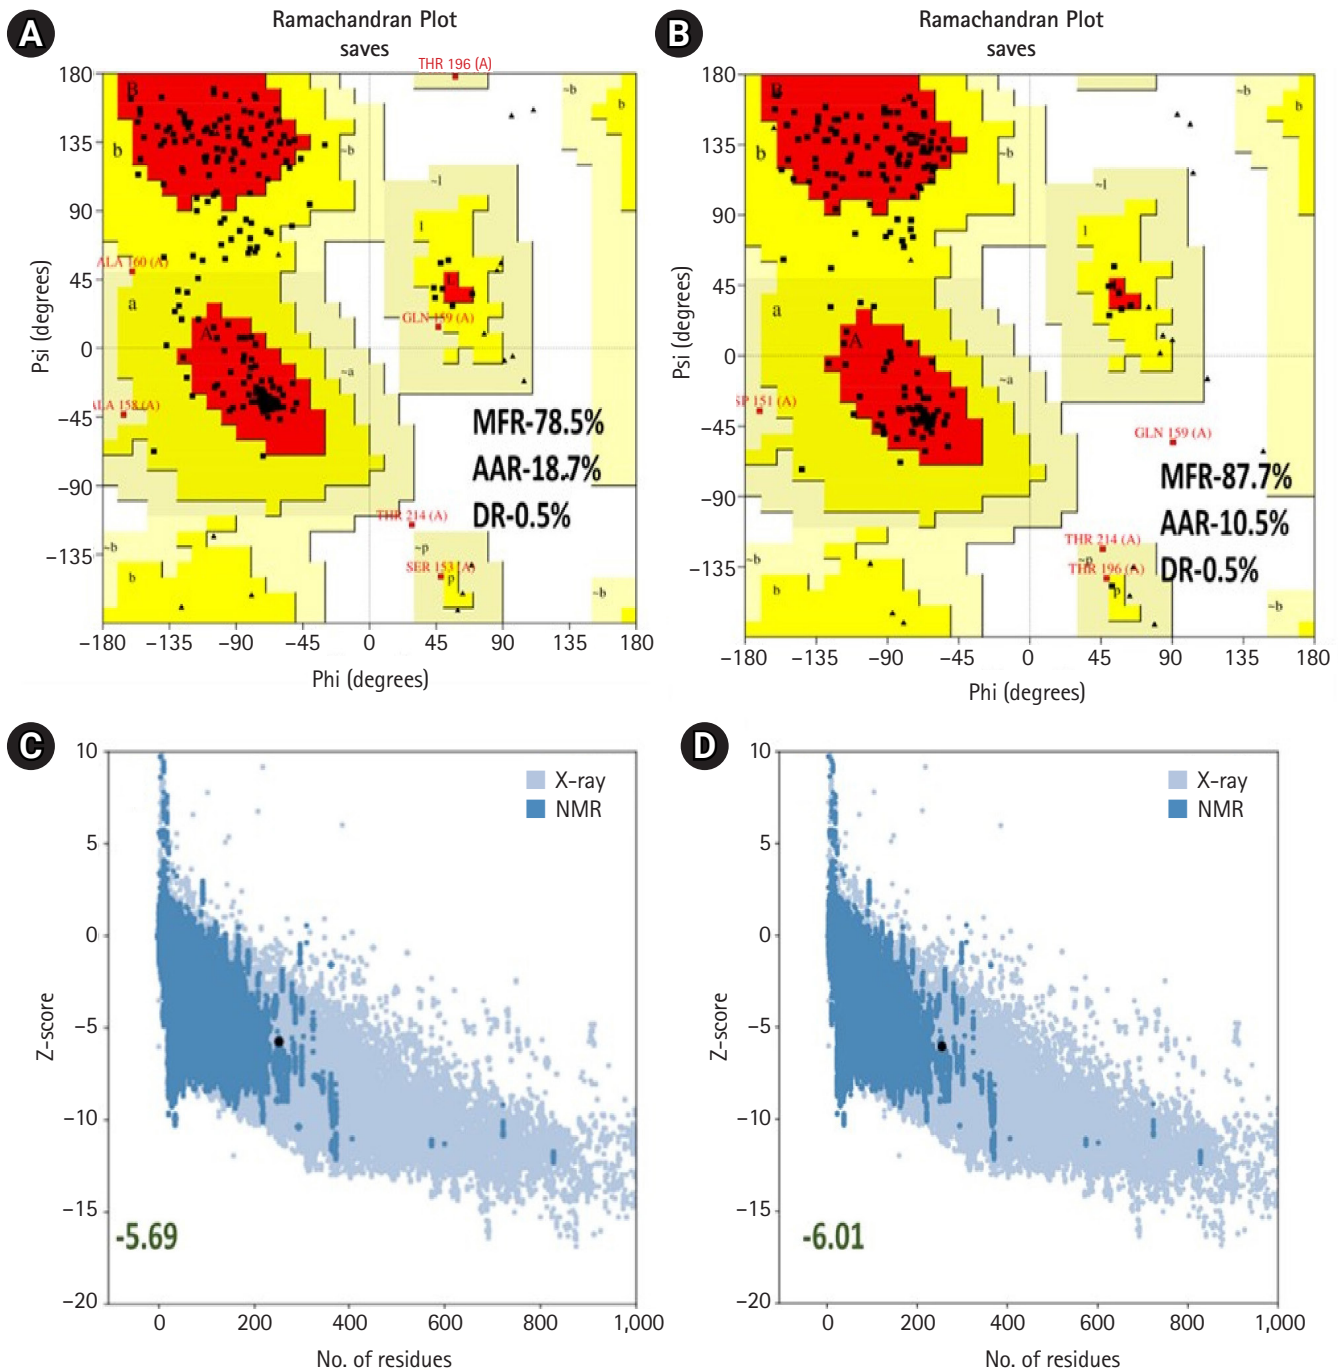 A
Ramachandran Plot
saves
THR 196 (A)
180
135
90
45
0
−45
−90
−135
Psi (degrees)
B
b
~b
~b
b
~l
l
L
ALA 160 (A)
a
A
GLN 159 (A)
~a
ALA 158 (A)
MFR-78.5%
AAR-18.7%
DR-0.5%
THR 214 (A)
~b
~p
SER 153 (A)
p
b
~b
−180
−135
−90
−45
0
45
90
135
180
Phi (degrees)
B
Ramachandran Plot
saves
180
135
90
45
0
−45
−90
−135
Psi (degrees)
B
b
~b
~b
b
~l
l
a
A
~a
SP 151 (A)
GLN 159 (A)
MFR-87.7%
AAR-10.5%
DR-0.5%
THR 214 (A)
~b
~p
THR 196 (A)
p
b
~b
−180
−135
−90
−45
0
45
90
135
180
Phi (degrees)
C
10
5
0
−5
−10
−15
−20
Z-score
X-ray
NMR
-5.69
0
200
400
600
800
1,000
No. of residues
D
10
5
0
−5
−10
−15
−20
Z-score
X-ray
NMR
-6.01
0
200
400
600
800
1,000
No. of residues